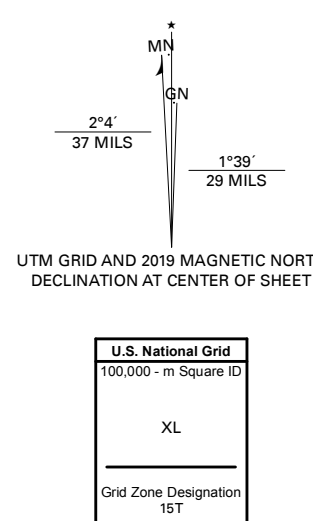 MN
GN
2°4´
37 MILS
1°39´
29 MILS
UTM GRID AND 2019 MAGNETIC NORT
DECLINATION AT CENTER OF SHEET
U.S. National Grid
100,000 - m Square ID
XL
Grid Zone Designation
15T